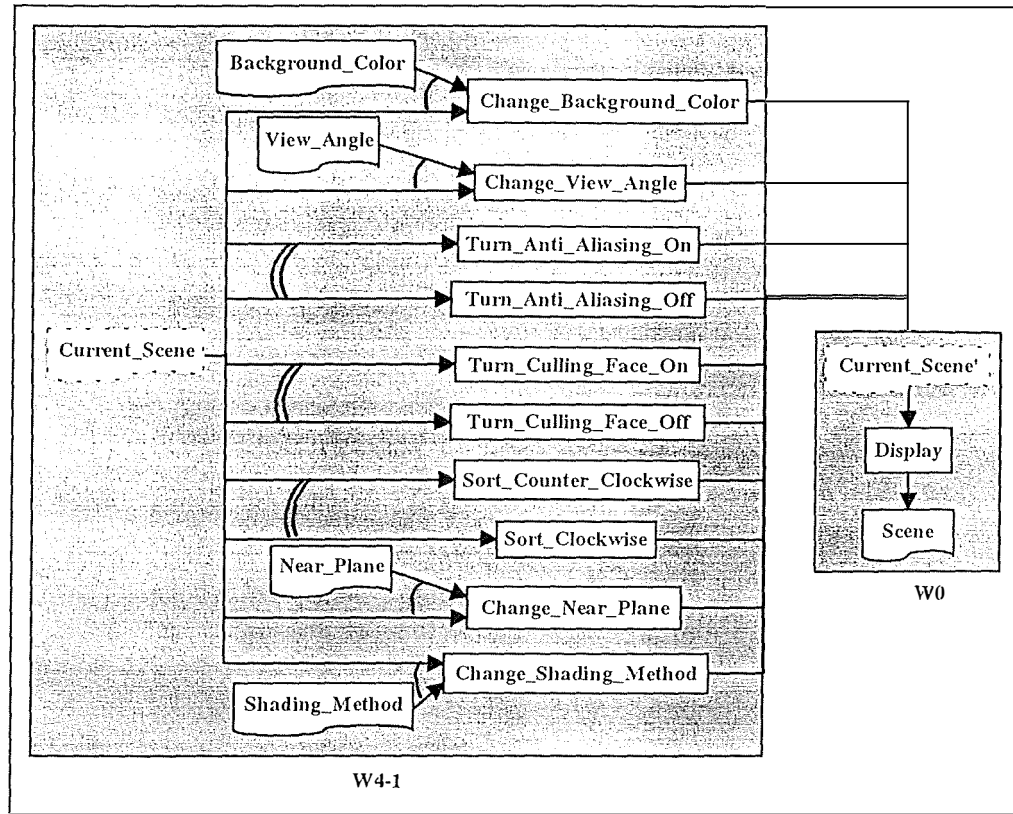 Background_Color
Change_Background_Color
View_Angle
Change_View_Angle
Turn_Anti_Aliasing_On
Turn_Anti_Aliasing_Off
Current_Scene
Turn_Culling_Face_On
Current_Scene'
Turn_Culling_Face_Off
Display
Sort_Counter_Clockwise
Sort_Clockwise
Scene
Near_Plane
W0
Change_Near_Plane
Change_Shading_Method
Shading_Method
W4-1